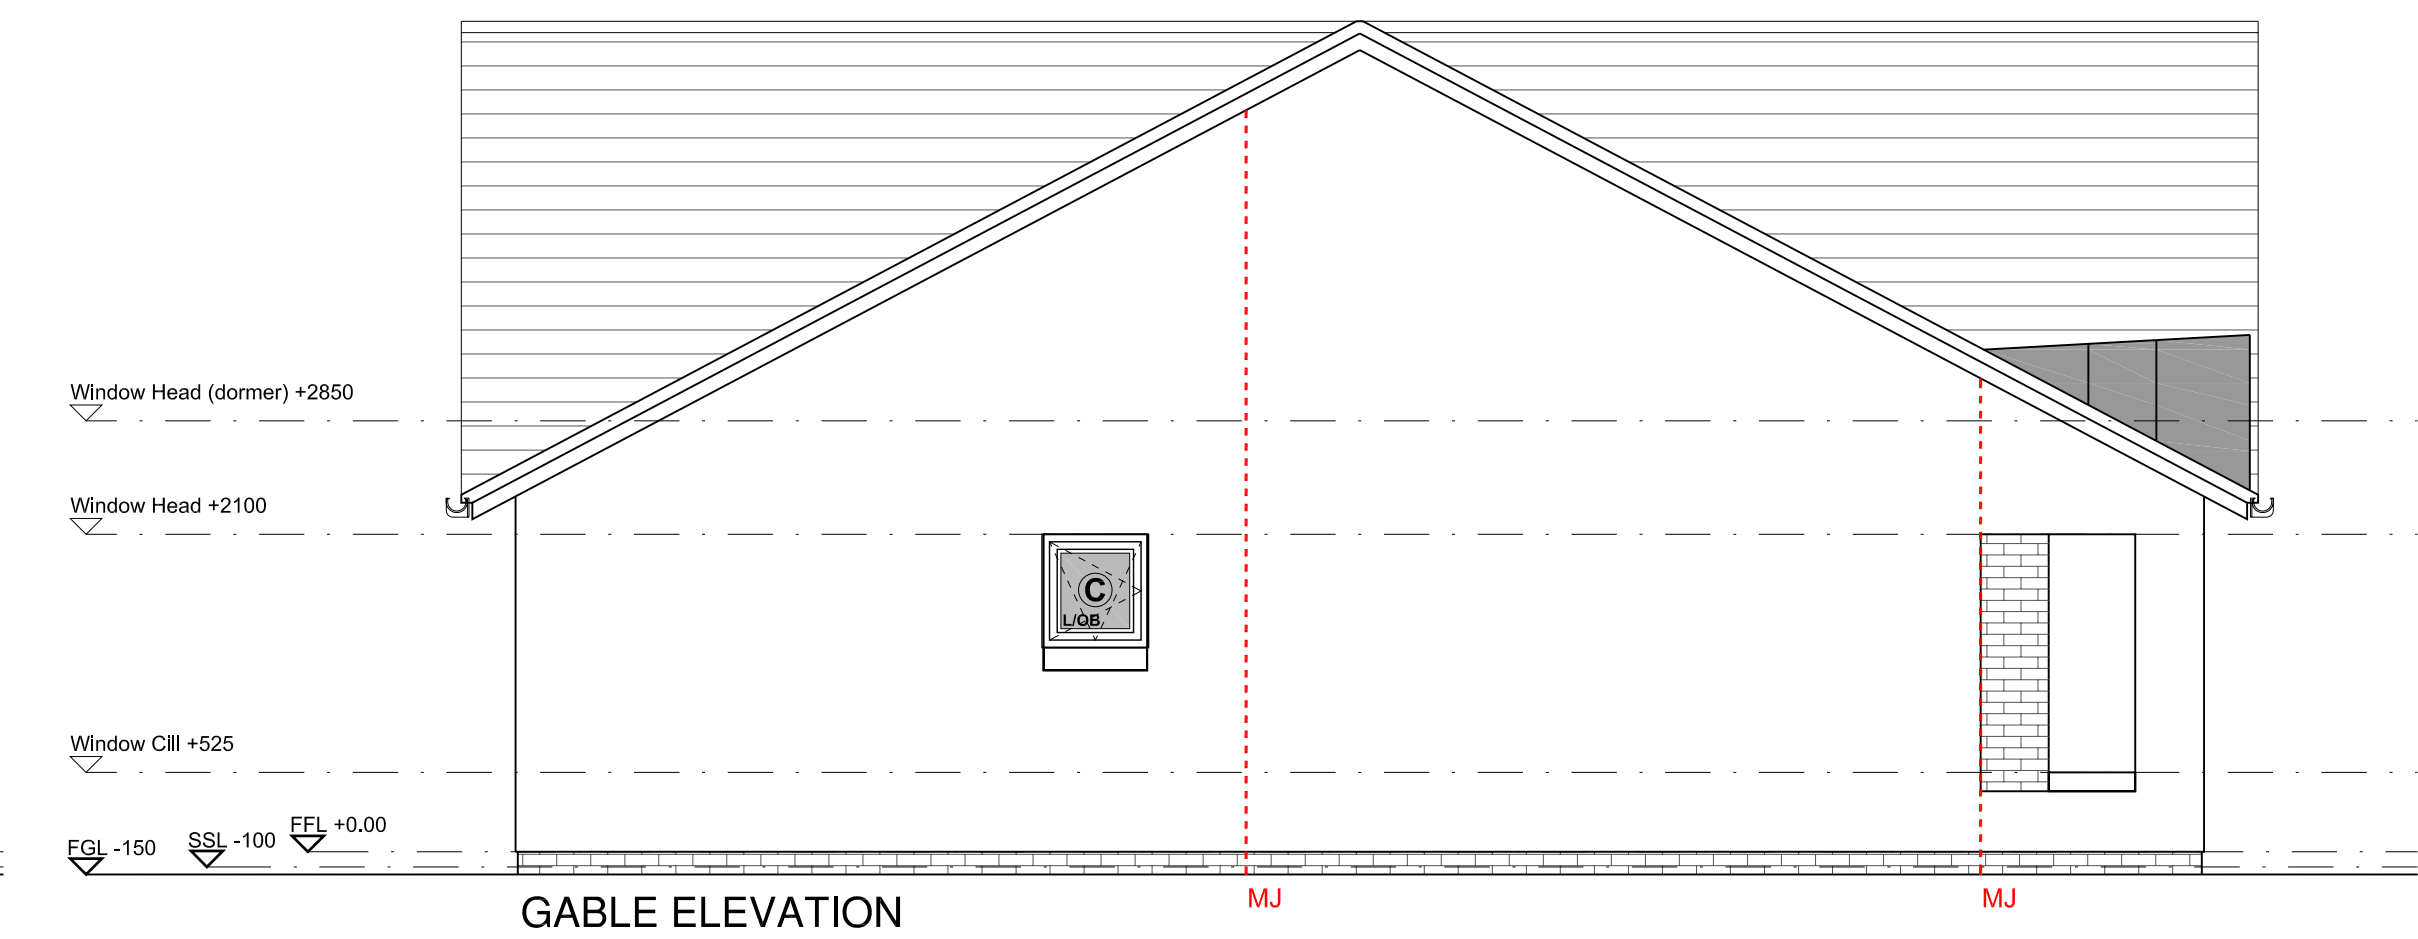 Window Head (dormer) +2850
Window Head +2100
C
L/OB
Window Cill +525
FFL +0.00
SSL -100
FGL -150
MJ
MJ
GABLE ELEVATION